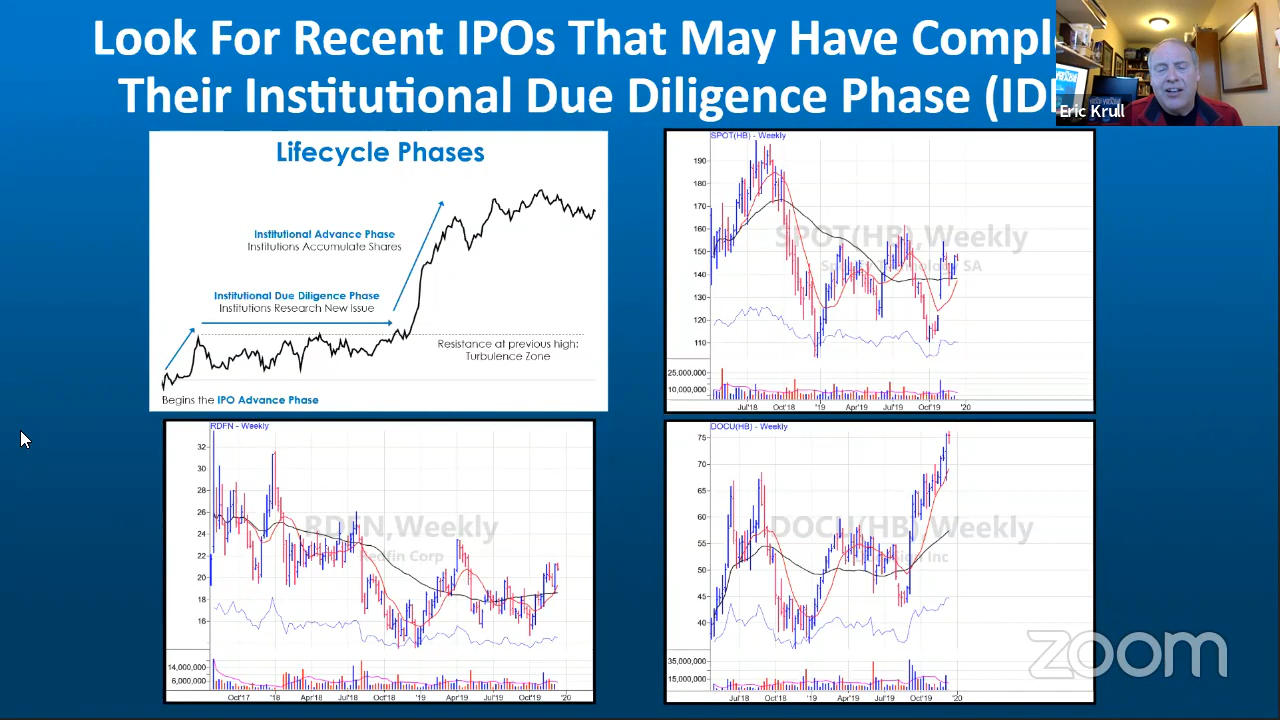 Look For Recent IPOs That May Have Compl
Their Institutional Due Diligence Phase (ID
Eric Krull
Lifecycle Phases
Institutional Advance Phase
Institutions Accumulate Shares
Institutional Due Diligence Phase
Institutions Research New Issue
Resistance at previous high:
Turbulence Zone
Begins the IPO Advance Phase
SPOT(HB) - Weekly
SPOT(HB),Weekly
190
180
170
160
150
140
130
120
110
25,000,000
10,000,000
Jul'18 Oct'18 '19 Apr'19 Jul'19 Oct'19 '20
RDFN - Weekly
RDFN,Weekly
Redfin Corp
32
30
28
26
24
22
20
18
16
14,000,000
6,000,000
Oct'17 '18 Apr'18 Jul'18 Oct'18 '19 Apr'19 Jul'19 Oct'19 '20
DOCU(HB) - Weekly
DOCU(HB),Weekly
75
70
65
60
55
50
45
40
35,000,000
15,000,000
Jul'18 Oct'18 '19 Apr'19 Jul'19 Oct'19 '20
zoom